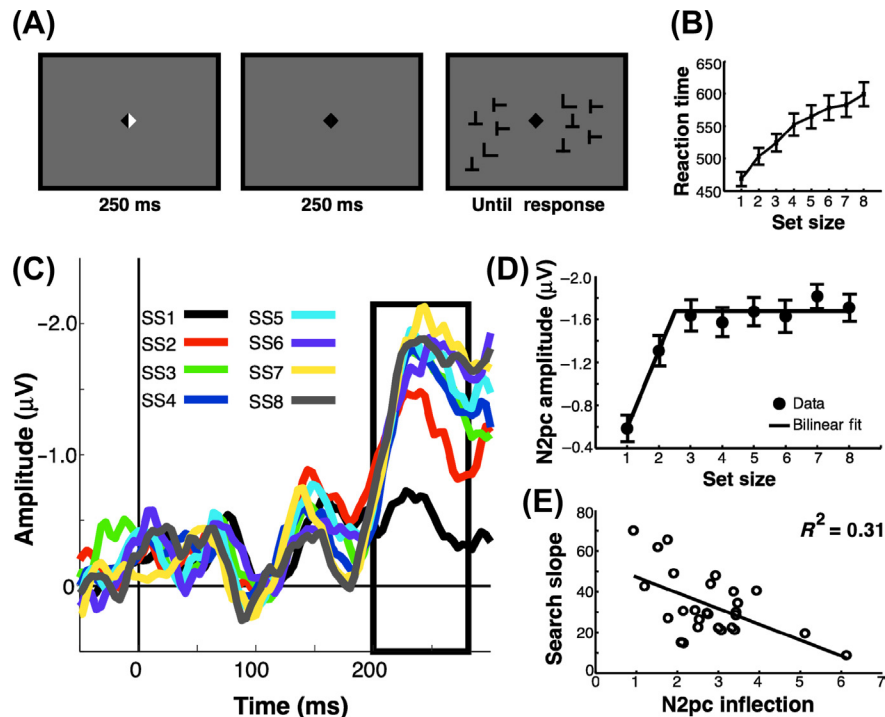 (A)
250 ms
250 ms
Until response
(B)
Reaction time
650
600
550
500
450
1 2 3 4 5 6 7 8
Set size
(C)
Amplitude (µV)
−2.0
−1.0
0
SS1 SS5
SS2 SS6
SS3 SS7
SS4 SS8
0 100 200
Time (ms)
(D)
N2pc amplitude (µV)
−2.0
−1.6
−1.2
−0.8
−0.4
Data
Bilinear fit
1 2 3 4 5 6 7 8
Set size
(E)
Search slope
80
60
40
20
0
R² = 0.31
0 1 2 3 4 5 6 7
N2pc inflection